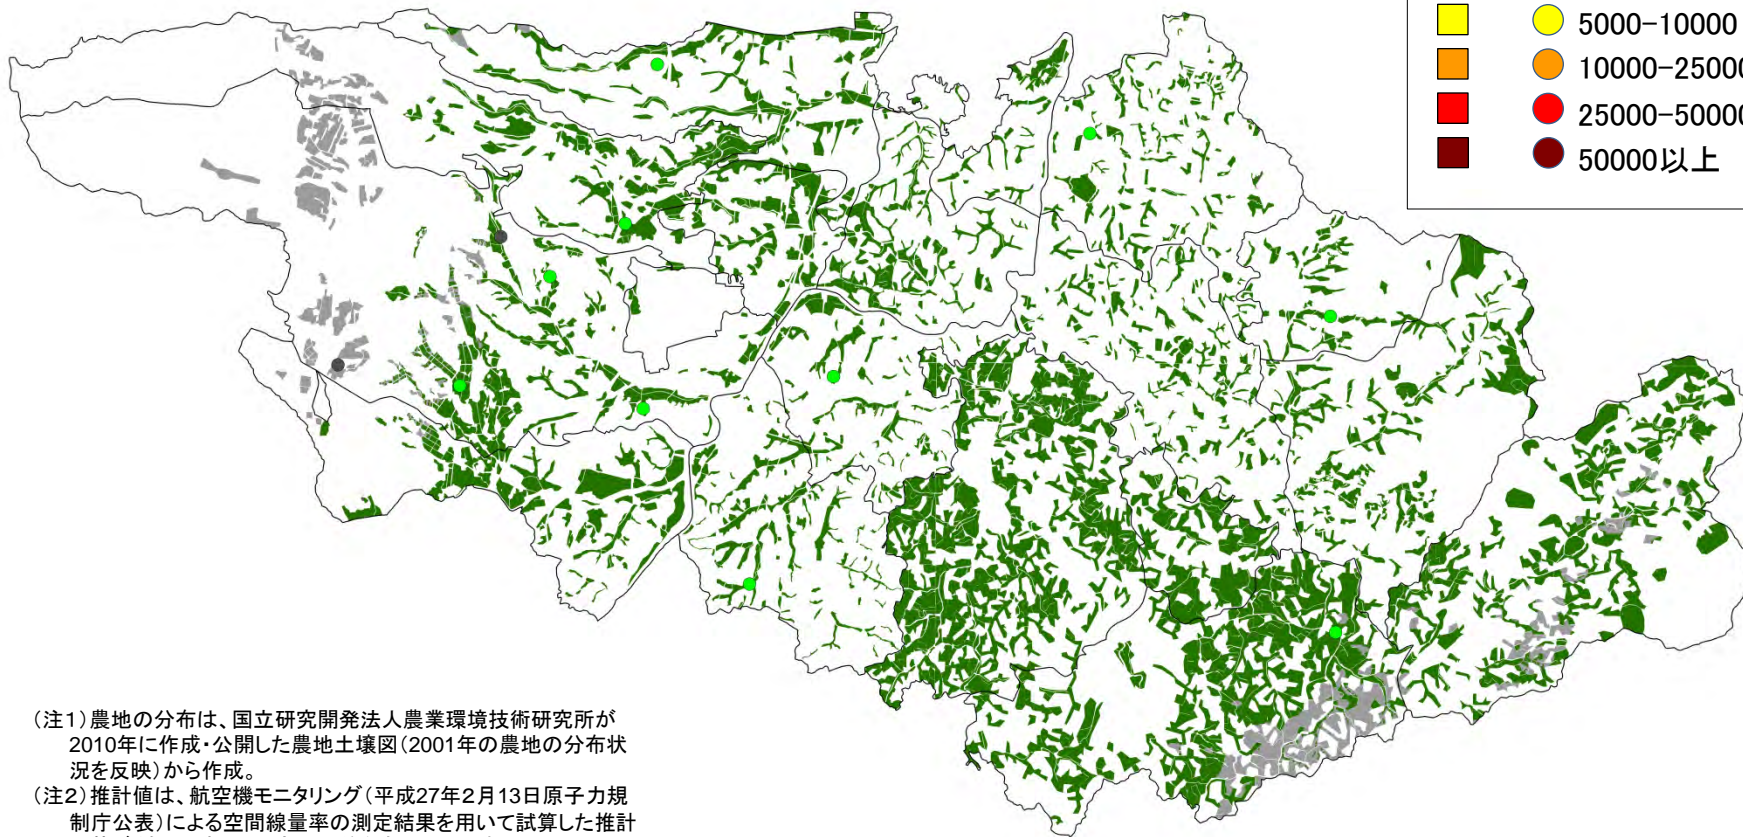 5000-10000
10000-25000
25000-50000
50000以上
(注1)農地の分布は、国立研究開発法人農業環境技術研究所が
2010年に作成・公開した農地土壌図(2001年の農地の分布状
況を反映)から作成。
(注2)推計値は、航空機モニタリング(平成27年2月13日原子力規
制庁公表)による空間線量率の測定結果を用いて試算した推計